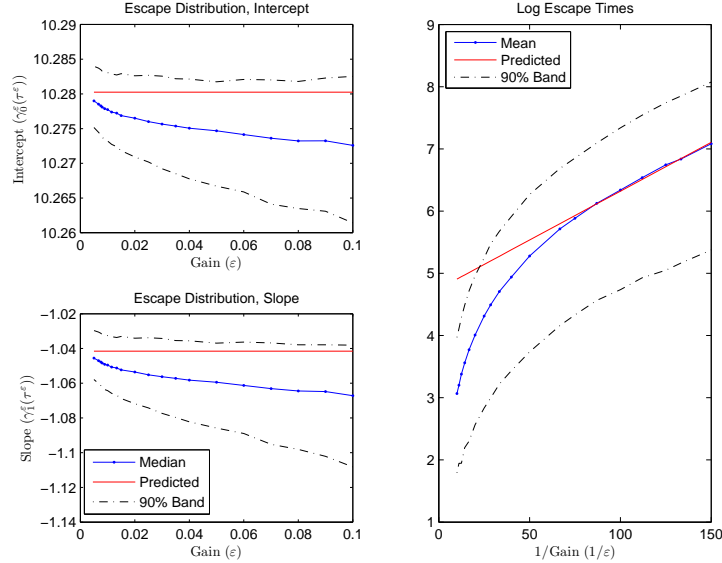 Escape Distribution, Intercept
10.29
10.285
10.28
10.275
10.27
10.265
10.26
Intercept (γ₀^ε(τ^ε))
0 0.02 0.04 0.06 0.08 0.1
Gain (ε)
Escape Distribution, Slope
−1.02
−1.04
−1.06
−1.08
−1.1
−1.12
−1.14
Slope (γ₁^ε(τ^ε))
Median
Predicted
90% Band
0 0.02 0.04 0.06 0.08 0.1
Gain (ε)
Log Escape Times
9
8
7
6
5
4
3
2
1
Mean
Predicted
90% Band
50 100 150
1/Gain (1/ε)